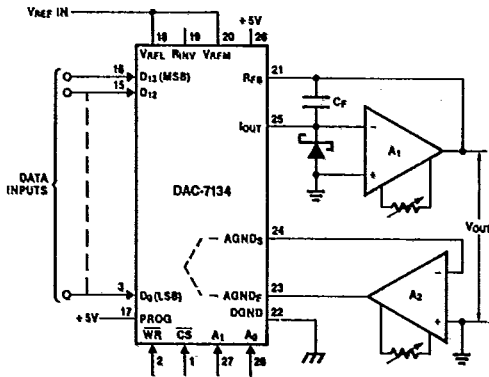 VREF IN
+5V
18 19 20 26
VRFL RINV VRFM
16 D13 (MSB)
15 D12
RFB 21
CF
IOUT 25
A1
DATA
INPUTS
DAC-7134
VOUT
AGNDS 24
3 D0 (LSB)
AGNDF 23
A2
+5V 17 PROG
DGND 22
WR CS A1 A0
2 1 27 28